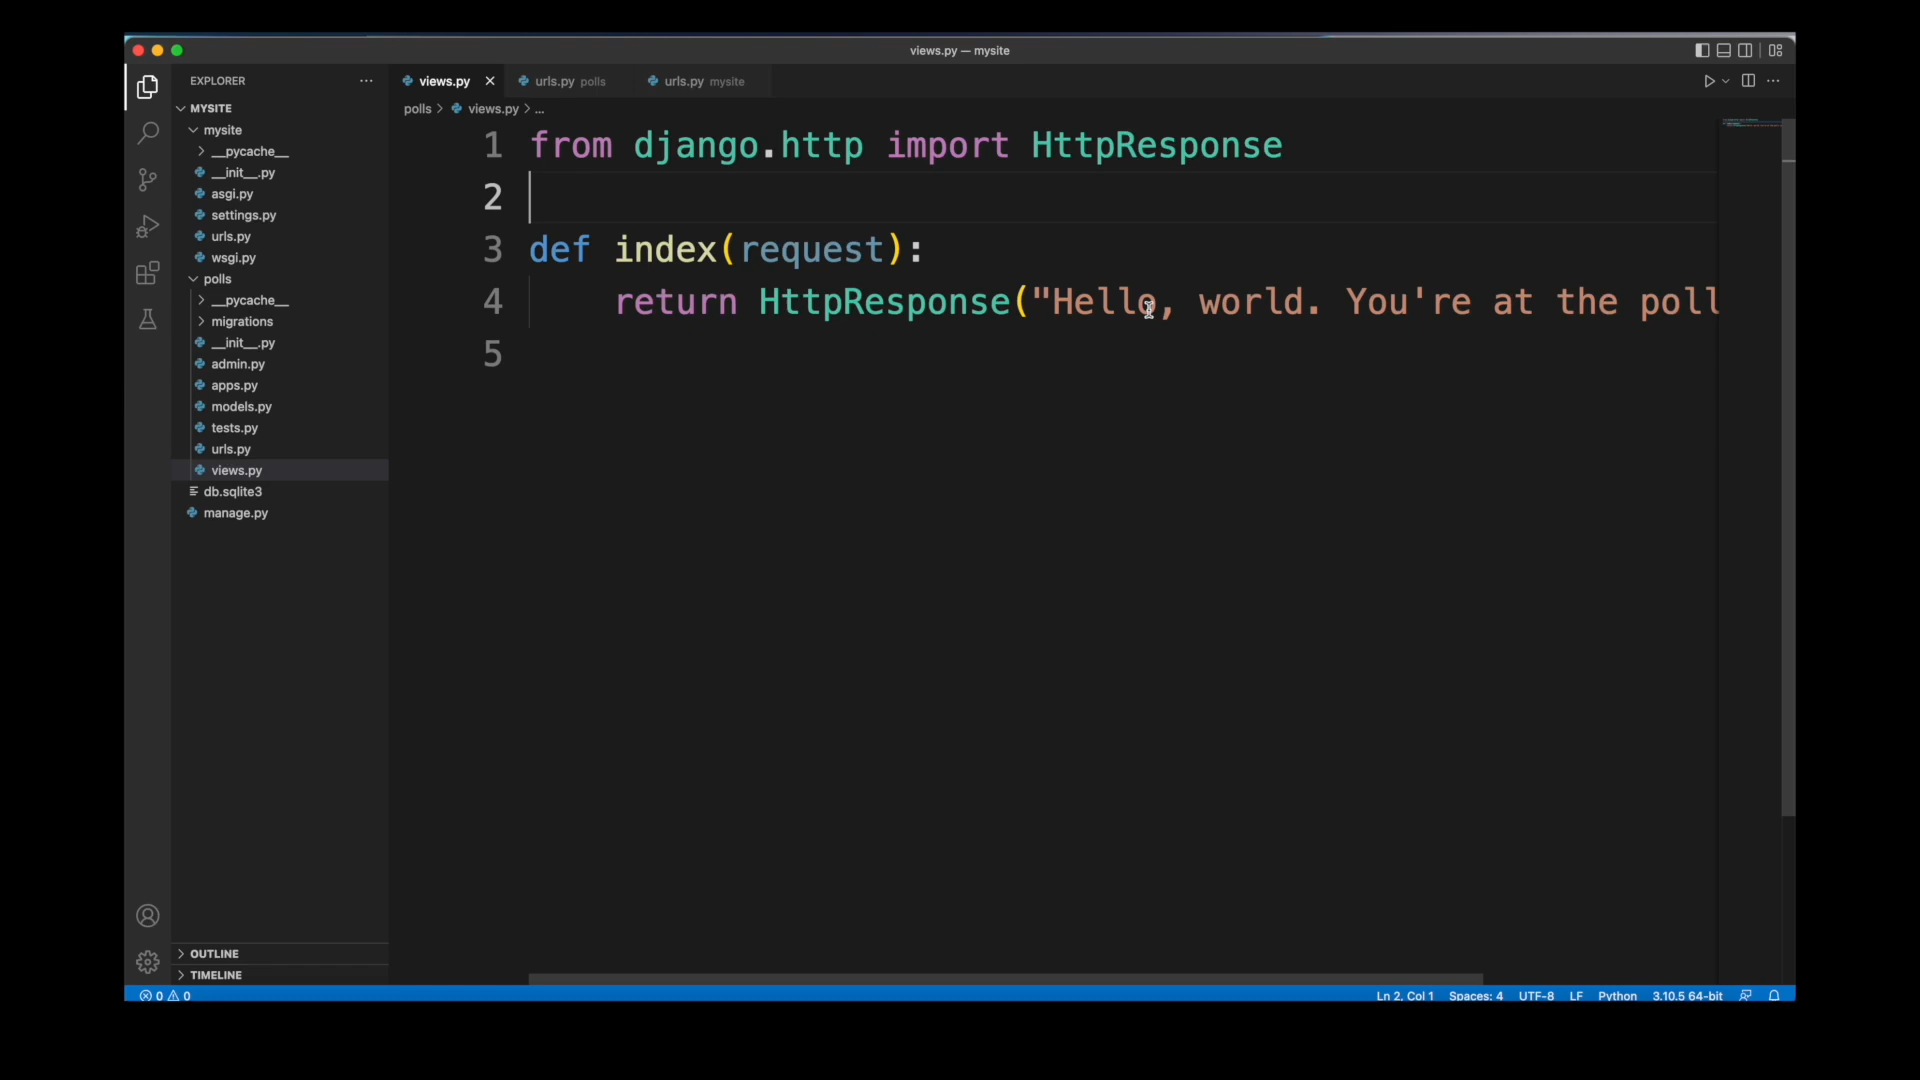 views.py — mysite
EXPLORER
views.py
urls.py polls
urls.py mysite
MYSITE
polls > views.py > ...
mysite
__pycache__
__init__.py
asgi.py
settings.py
urls.py
wsgi.py
polls
__pycache__
migrations
__init__.py
admin.py
apps.py
models.py
tests.py
urls.py
views.py
db.sqlite3
manage.py
OUTLINE
TIMELINE
1 from django.http import HttpResponse
2
3 def index(request):
4 return HttpResponse("Hello, world. You're at the poll
5
0 0
Ln 2, Col 1 Spaces: 4 UTF-8 LF Python 3.10.5 64-bit